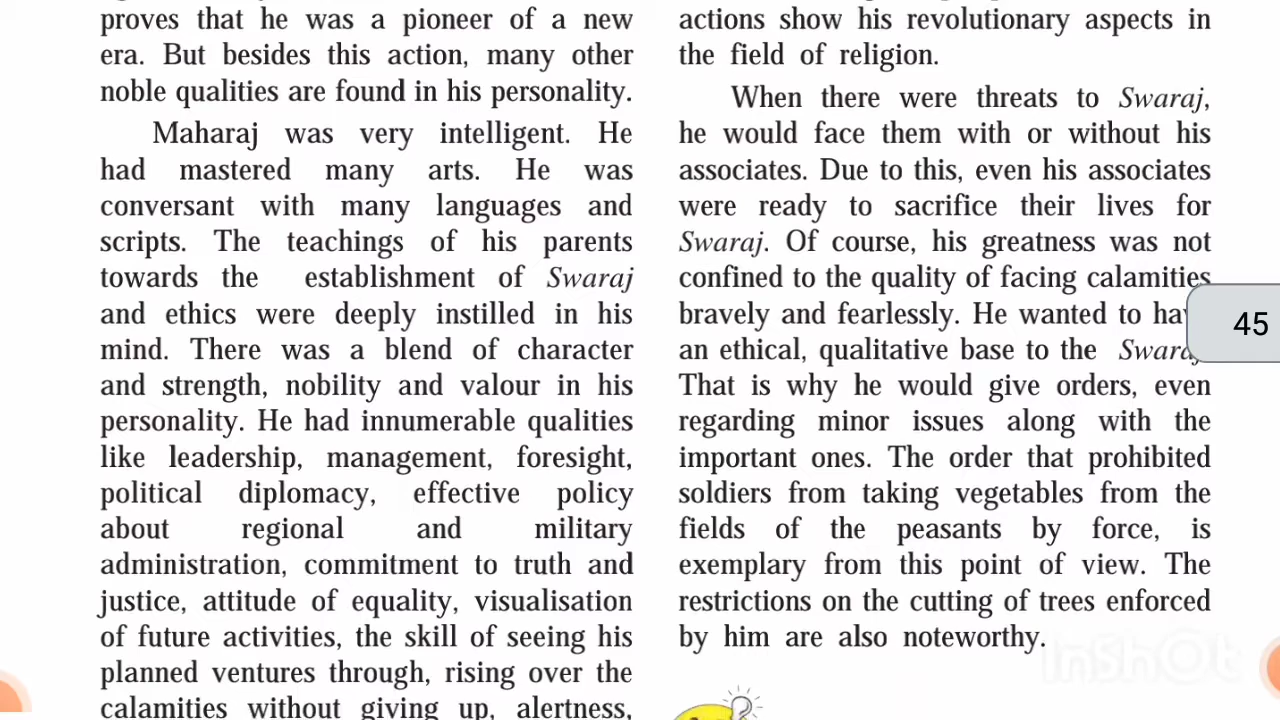 proves that he was a pioneer of a new
era. But besides this action, many other
noble qualities are found in his personality.
Maharaj was very intelligent. He
had mastered many arts. He was
conversant with many languages and
scripts. The teachings of his parents
towards the establishment of Swaraj
and ethics were deeply instilled in his
mind. There was a blend of character
and strength, nobility and valour in his
personality. He had innumerable qualities
like leadership, management, foresight,
political diplomacy, effective policy
about regional and military
administration, commitment to truth and
justice, attitude of equality, visualisation
of future activities, the skill of seeing his
planned ventures through, rising over the
calamities without giving up, alertness,
actions show his revolutionary aspects in
the field of religion.
When there were threats to Swaraj,
he would face them with or without his
associates. Due to this, even his associates
were ready to sacrifice their lives for
Swaraj. Of course, his greatness was not
confined to the quality of facing calamities
bravely and fearlessly. He wanted to hav
an ethical, qualitative base to the Swaraj
That is why he would give orders, even
regarding minor issues along with the
important ones. The order that prohibited
soldiers from taking vegetables from the
fields of the peasants by force, is
exemplary from this point of view. The
restrictions on the cutting of trees enforced
by him are also noteworthy.
45
InShOt